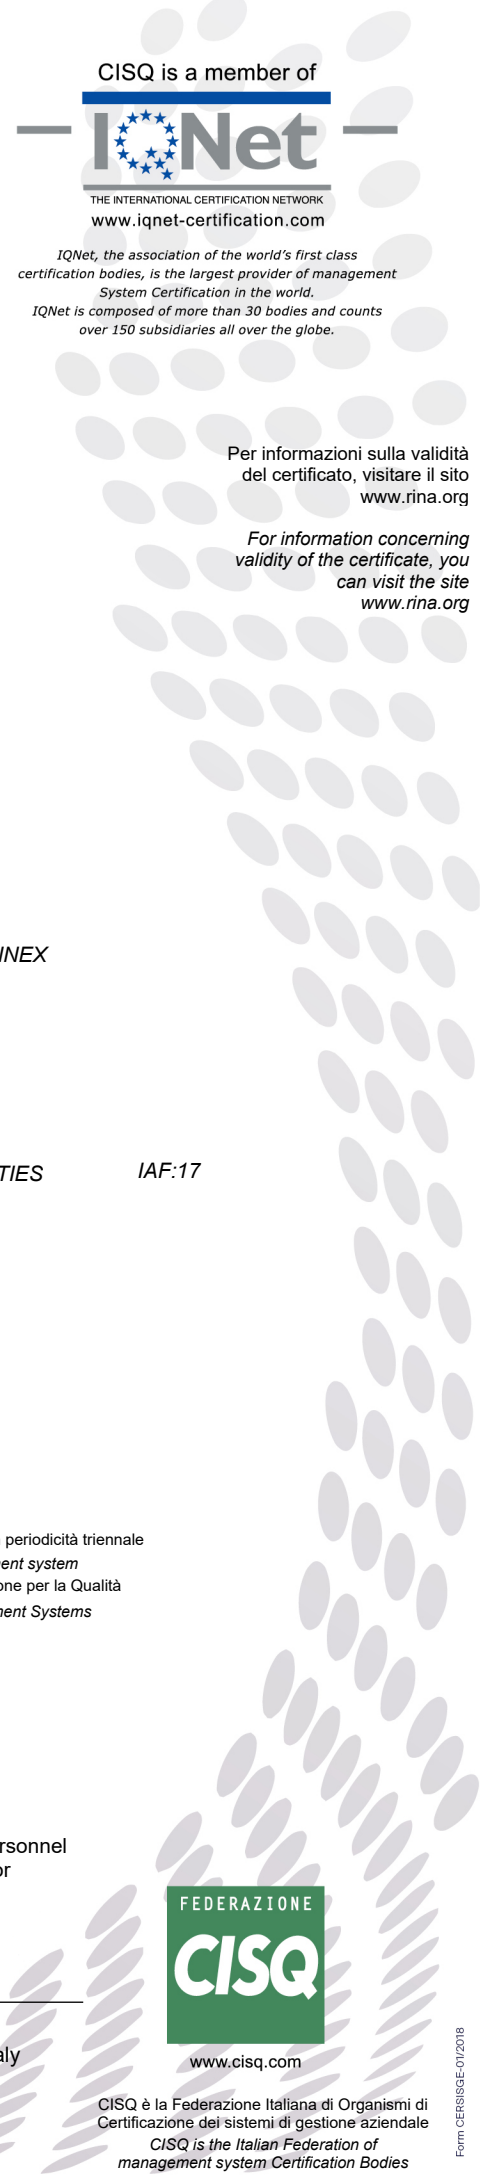 CISQ is a member of
IQNet
THE INTERNATIONAL CERTIFICATION NETWORK
www.iqnet-certification.com
IQNet, the association of the world's first class
certification bodies, is the largest provider of management
System Certification in the world.
IQNet is composed of more than 30 bodies and counts
over 150 subsidiaries all over the globe.
Per informazioni sulla validità
del certificato, visitare il sito
www.rina.org
For information concerning
validity of the certificate, you
can visit the site
www.rina.org
INEX
TIES IAF:17
periodicità triennale
ent system
one per la Qualità
ent Systems
rsonnel
or
FEDERAZIONE
CISQ
aly
www.cisq.com
CISQ è la Federazione Italiana di Organismi di
Certificazione dei sistemi di gestione aziendale
CISQ is the Italian Federation of
management system Certification Bodies
Form CERSISGE-01/2018